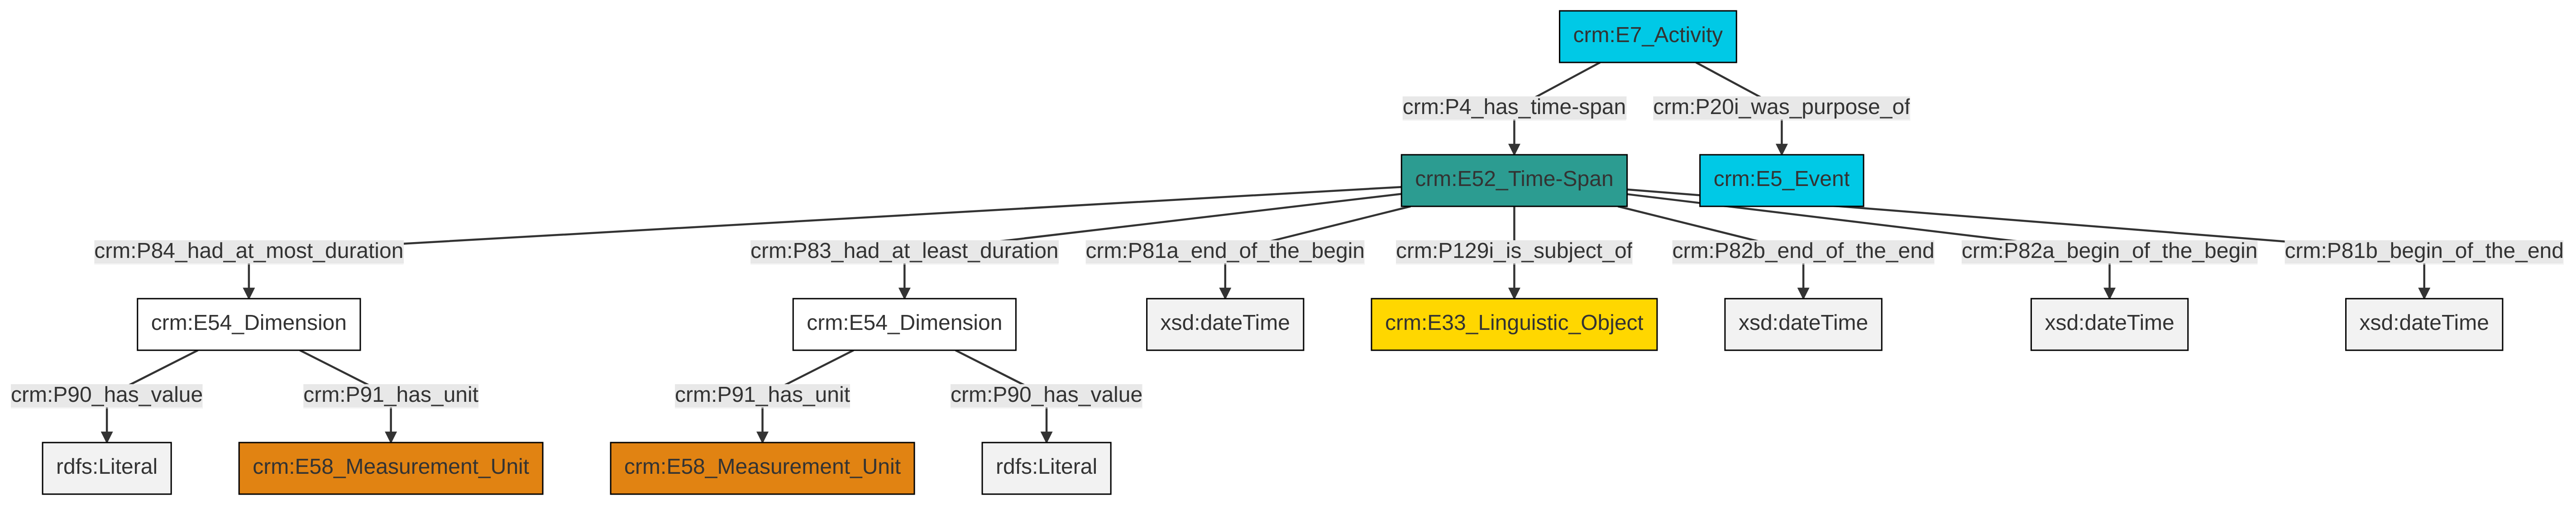 crm:E7_Activity
crm:P4_has_time-span
crm:P20i_was_purpose_of
crm:E52_Time-Span
crm:E5_Event
crm:P84_had_at_most_duration
crm:P83_had_at_least_duration
crm:P81a_end_of_the_begin
crm:P129i_is_subject_of
crm:P82b_end_of_the_end
crm:P82a_begin_of_the_begin
crm:P81b_begin_of_the_end
crm:E54_Dimension
crm:E54_Dimension
xsd:dateTime
crm:E33_Linguistic_Object
xsd:dateTime
xsd:dateTime
xsd:dateTime
crm:P90_has_value
crm:P91_has_unit
crm:P91_has_unit
crm:P90_has_value
rdfs:Literal
crm:E58_Measurement_Unit
crm:E58_Measurement_Unit
rdfs:Literal